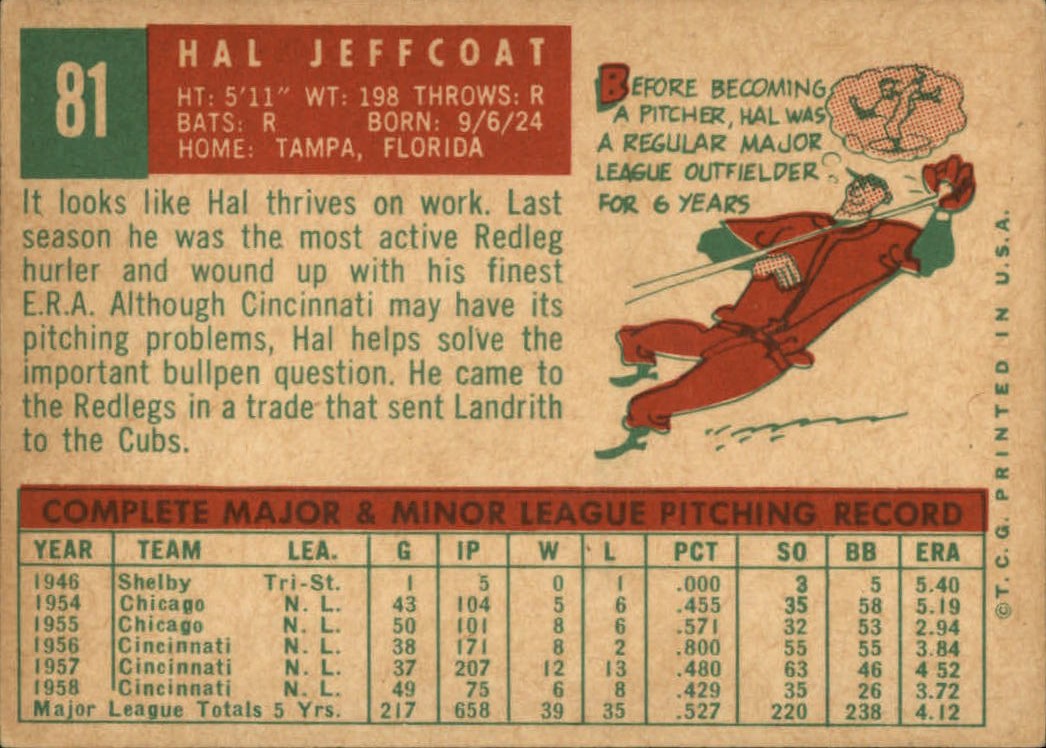 81
HAL JEFFCOAT
HT: 5'11" WT: 198 THROWS: R
BATS: R BORN: 9/6/24
HOME: TAMPA, FLORIDA
BEFORE BECOMING
A PITCHER, HAL WAS
A REGULAR MAJOR
LEAGUE OUTFIELDER
FOR 6 YEARS
It looks like Hal thrives on work. Last
season he was the most active Redleg
hurler and wound up with his finest
E.R.A. Although Cincinnati may have its
pitching problems, Hal helps solve the
important bullpen question. He came to
the Redlegs in a trade that sent Landrith
to the Cubs.
COMPLETE MAJOR & MINOR LEAGUE PITCHING RECORD
YEAR TEAM LEA. G IP W L PCT SO BB ERA
1946 Shelby Tri-St. 1 5 0 1 .000 3 5 5.40
1954 Chicago N. L. 43 104 5 6 .455 35 58 5.19
1955 Chicago N. L. 50 101 8 6 .571 32 53 2.94
1956 Cincinnati N. L. 38 171 8 2 .800 55 55 3.84
1957 Cincinnati N. L. 37 207 12 13 .480 63 46 4 52
1958 Cincinnati N. L. 49 75 6 8 .429 35 26 3.72
Major League Totals 5 Yrs. 217 658 39 35 .527 220 238 4.12
©T. C. G. PRINTED IN U.S.A.